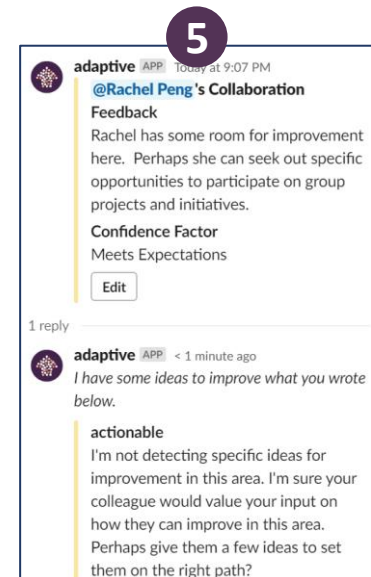 5
adaptive APP Today at 9:07 PM
@Rachel Peng's Collaboration
Feedback
Rachel has some room for improvement
here. Perhaps she can seek out specific
opportunities to participate on group
projects and initiatives.
Confidence Factor
Meets Expectations
Edit
1 reply
adaptive APP < 1 minute ago
I have some ideas to improve what you wrote
below.
actionable
I'm not detecting specific ideas for
improvement in this area. I'm sure your
colleague would value your input on
how they can improve in this area.
Perhaps give them a few ideas to set
them on the right path?